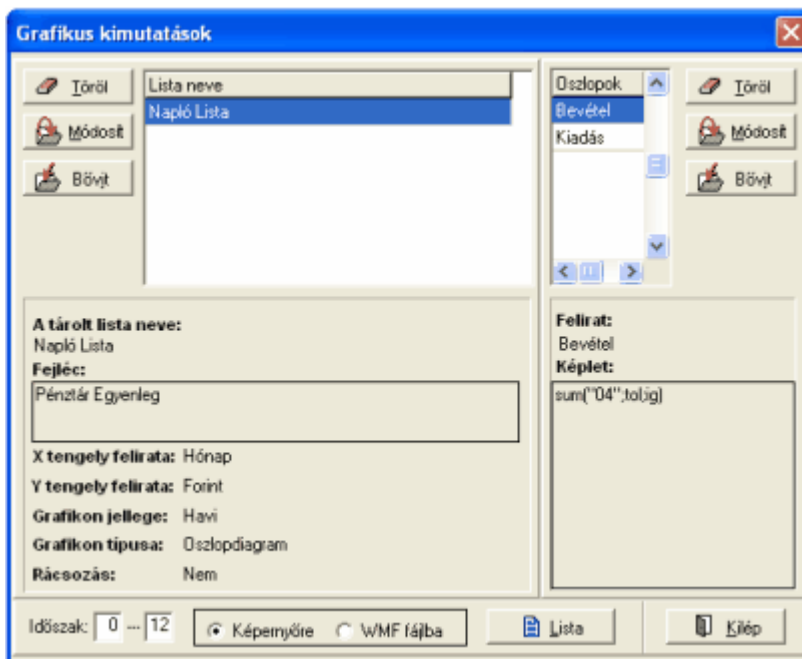 Grafikus kimutatások
Töröl
Módosít
Bővít
Lista neve
Napló Lista
Oszlopok
Bevétel
Kiadás
Töröl
Módosít
Bővít
A tárolt lista neve:
Napló Lista
Fejléc:
Pénztár Egyenleg
X tengely felirata: Hónap
Y tengely felirata: Forint
Grafikon jellege: Havi
Grafikon típusa: Oszlopdiagram
Rácsozás: Nem
Felirat:
Bevétel
Képlet:
sum("04";tol;ig)
Időszak: 0 --- 12
Képernyőre
WMF fájlba
Lista
Kilép